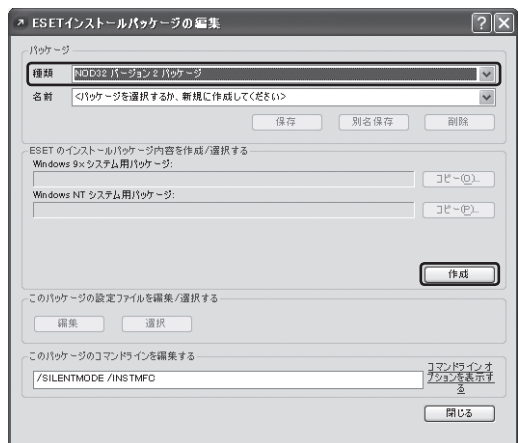 ESETインストールパッケージの編集
パッケージ
種類 NOD32 バージョン 2 パッケージ
名前 <パッケージを選択するか、新規に作成してください>
保存 別名保存 削除
ESET のインストールパッケージ内容を作成/選択する
Windows 9x システム用パッケージ:
コピー(O)...
Windows NT システム用パッケージ:
コピー(P)...
作成
このパッケージの設定ファイルを編集/選択する
編集 選択
このパッケージのコマンドラインを編集する
/SILENTMODE /INSTMFC
コマンドラインオ
プションを表示す
る
閉じる